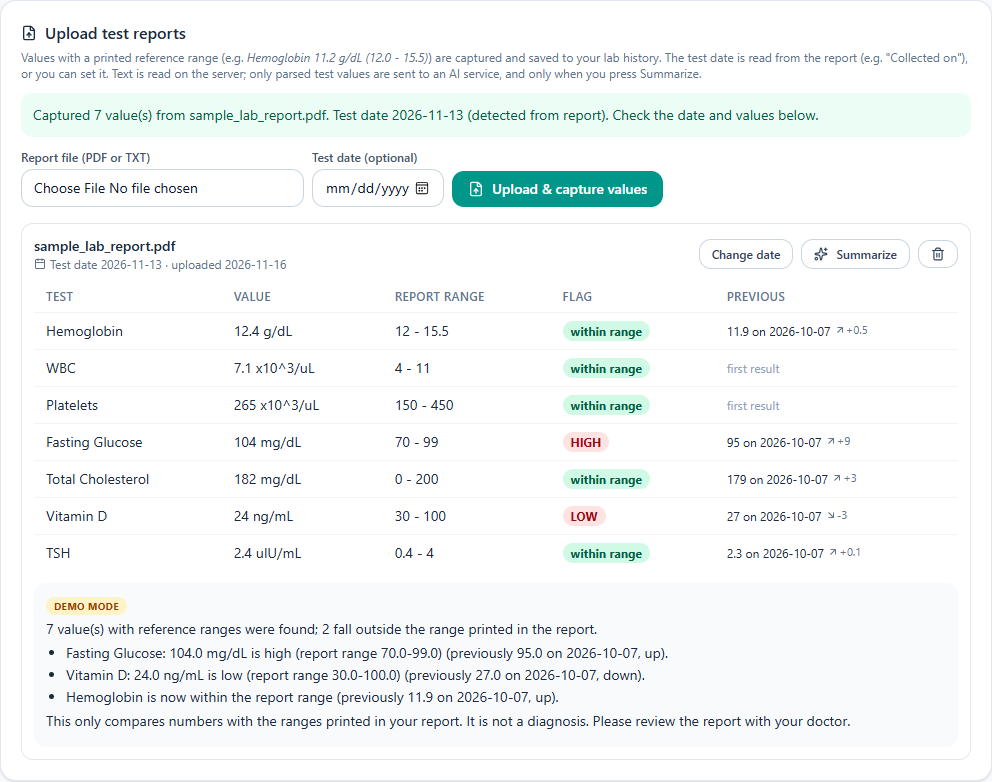 Upload test reports
Values with a printed reference range (e.g. Hemoglobin 11.2 g/dL (12.0 - 15.5)) are captured and saved to your lab history. The test date is read from the report (e.g. "Collected on"),
or you can set it. Text is read on the server; only parsed test values are sent to an AI service, and only when you press Summarize.
Captured 7 value(s) from sample_lab_report.pdf. Test date 2026-11-13 (detected from report). Check the date and values below.
Report file (PDF or TXT) Test date (optional)
Choose File No file chosen mm/dd/yyyy Upload & capture values
sample_lab_report.pdf
Test date 2026-11-13 · uploaded 2026-11-16
Change date Summarize
TEST VALUE REPORT RANGE FLAG PREVIOUS
Hemoglobin 12.4 g/dL 12 - 15.5 within range 11.9 on 2026-10-07 ↗ +0.5
WBC 7.1 x10^3/uL 4 - 11 within range first result
Platelets 265 x10^3/uL 150 - 450 within range first result
Fasting Glucose 104 mg/dL 70 - 99 HIGH 95 on 2026-10-07 ↗ +9
Total Cholesterol 182 mg/dL 0 - 200 within range 179 on 2026-10-07 ↗ +3
Vitamin D 24 ng/mL 30 - 100 LOW 27 on 2026-10-07 ↘ -3
TSH 2.4 uIU/mL 0.4 - 4 within range 2.3 on 2026-10-07 ↗ +0.1
DEMO MODE
7 value(s) with reference ranges were found; 2 fall outside the range printed in the report.
• Fasting Glucose: 104.0 mg/dL is high (report range 70.0-99.0) (previously 95.0 on 2026-10-07, up).
• Vitamin D: 24.0 ng/mL is low (report range 30.0-100.0) (previously 27.0 on 2026-10-07, down).
• Hemoglobin is now within the report range (previously 11.9 on 2026-10-07, up).
This only compares numbers with the ranges printed in your report. It is not a diagnosis. Please review the report with your doctor.